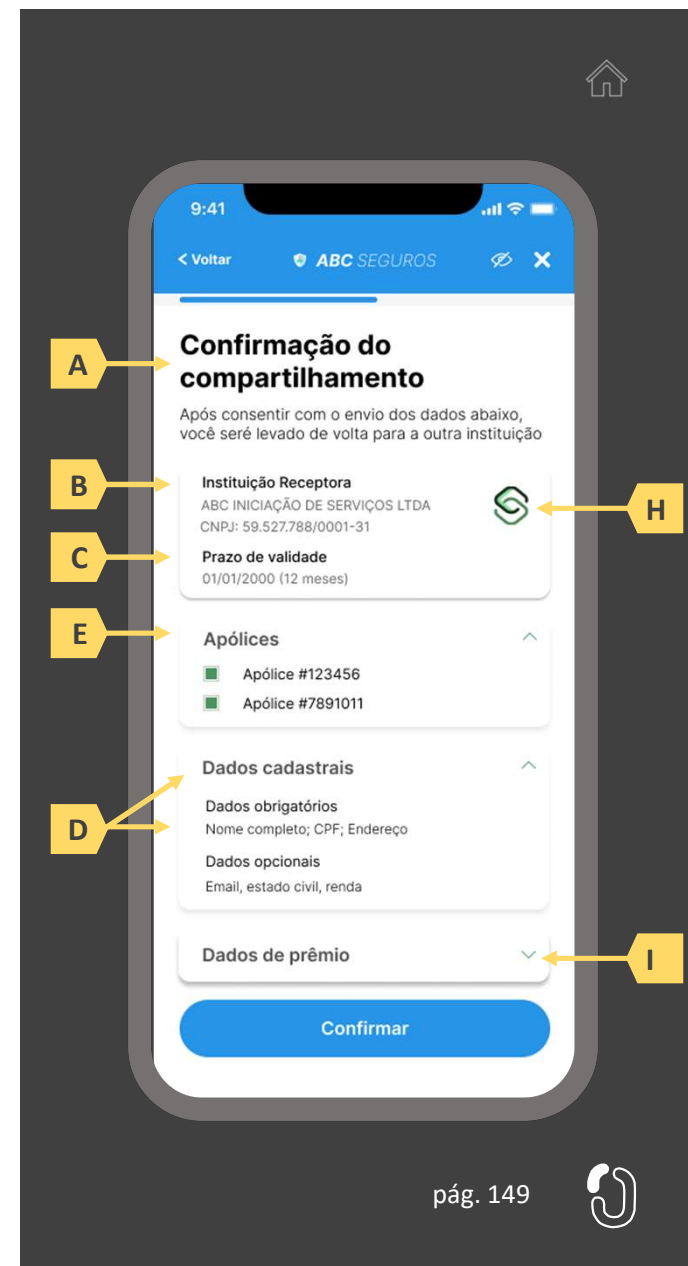 9:41
< Voltar
ABC SEGUROS
A
Confirmação do
compartilhamento
Após consentir com o envio dos dados abaixo,
você seré levado de volta para a outra instituição
B
Instituição Receptora
ABC INICIAÇÃO DE SERVIÇOS LTDA
CNPJ: 59.527.788/0001-31
H
C
Prazo de validade
01/01/2000 (12 meses)
E
Apólices
Apólice #123456
Apólice #7891011
Dados cadastrais
D
Dados obrigatórios
Nome completo; CPF; Endereço
Dados opcionais
Email, estado civil, renda
Dados de prêmio
I
Confirmar
pág. 149